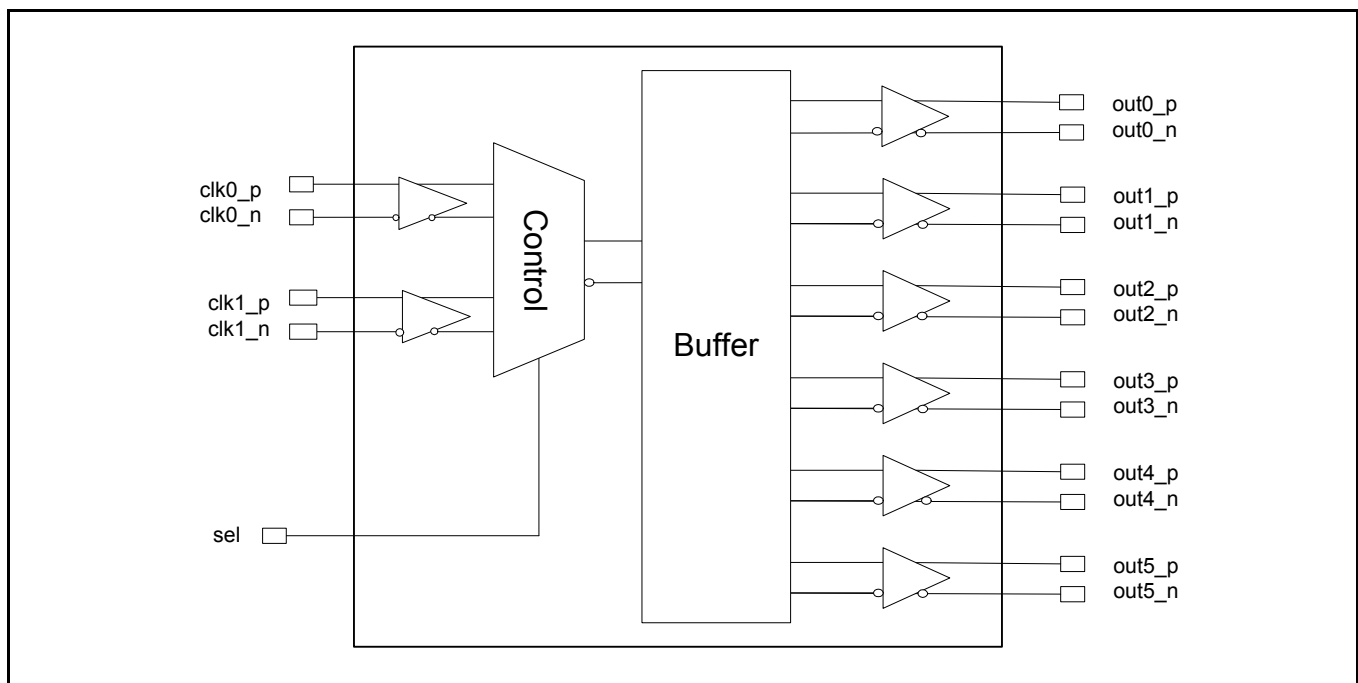 clk0_p
clk0_n
clk1_p
clk1_n
sel
Control
Buffer
out0_p
out0_n
out1_p
out1_n
out2_p
out2_n
out3_p
out3_n
out4_p
out4_n
out5_p
out5_n